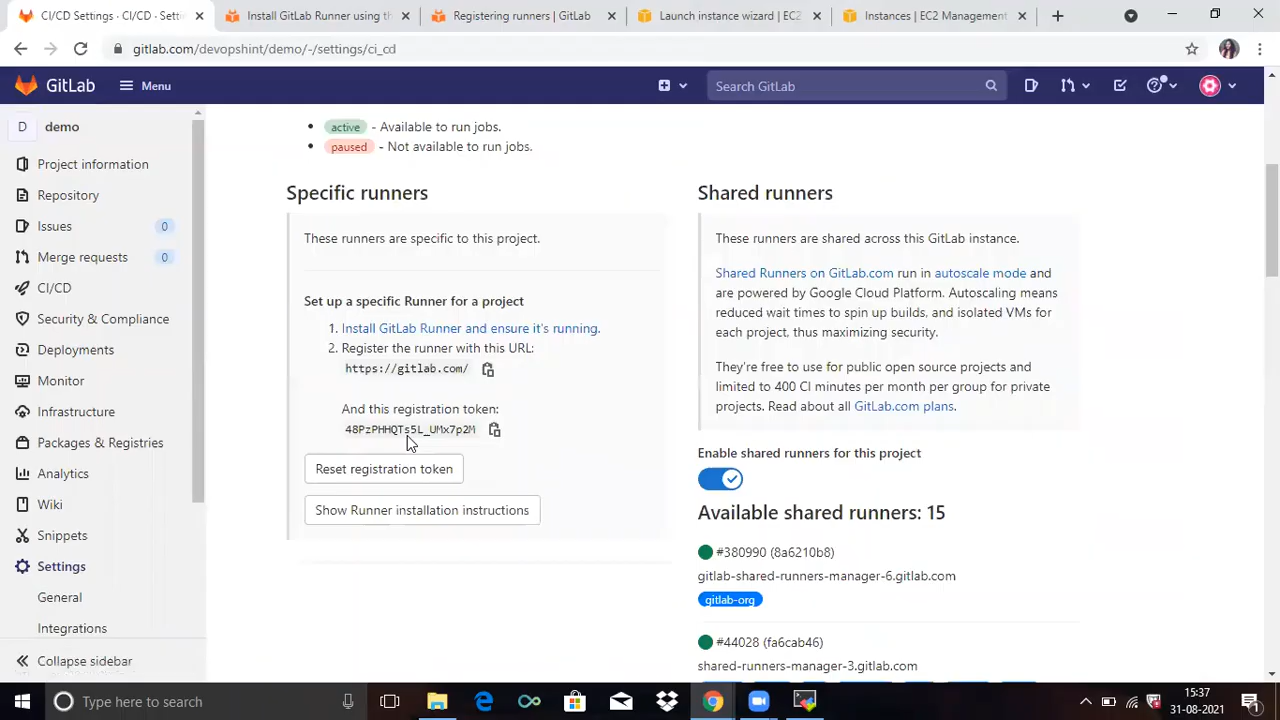 CI/CD Settings · CI/CD · Setti
Install GitLab Runner using th
Registering runners | GitLab
Launch instance wizard | EC2
Instances | EC2 Management
gitlab.com/devopshint/demo/-/settings/ci_cd
GitLab
Menu
Search GitLab
D
demo
Project information
Repository
Issues
0
Merge requests
0
CI/CD
Security & Compliance
Deployments
Monitor
Infrastructure
Packages & Registries
Analytics
Wiki
Snippets
Settings
General
Integrations
Collapse sidebar
active - Available to run jobs.
paused - Not available to run jobs.
Specific runners
These runners are specific to this project.
Set up a specific Runner for a project
1. Install GitLab Runner and ensure it's running.
2. Register the runner with this URL:
https://gitlab.com/
And this registration token:
48PzPHHQTs5L_UMx7p2M
Reset registration token
Show Runner installation instructions
Shared runners
These runners are shared across this GitLab instance.
Shared Runners on GitLab.com run in autoscale mode and
are powered by Google Cloud Platform. Autoscaling means
reduced wait times to spin up builds, and isolated VMs for
each project, thus maximizing security.
They're free to use for public open source projects and
limited to 400 CI minutes per month per group for private
projects. Read about all GitLab.com plans.
Enable shared runners for this project
Available shared runners: 15
#380990 (8a6210b8)
gitlab-shared-runners-manager-6.gitlab.com
gitlab-org
#44028 (fa6cab46)
shared-runners-manager-3.gitlab.com
Type here to search
15:37
31-08-2021
1